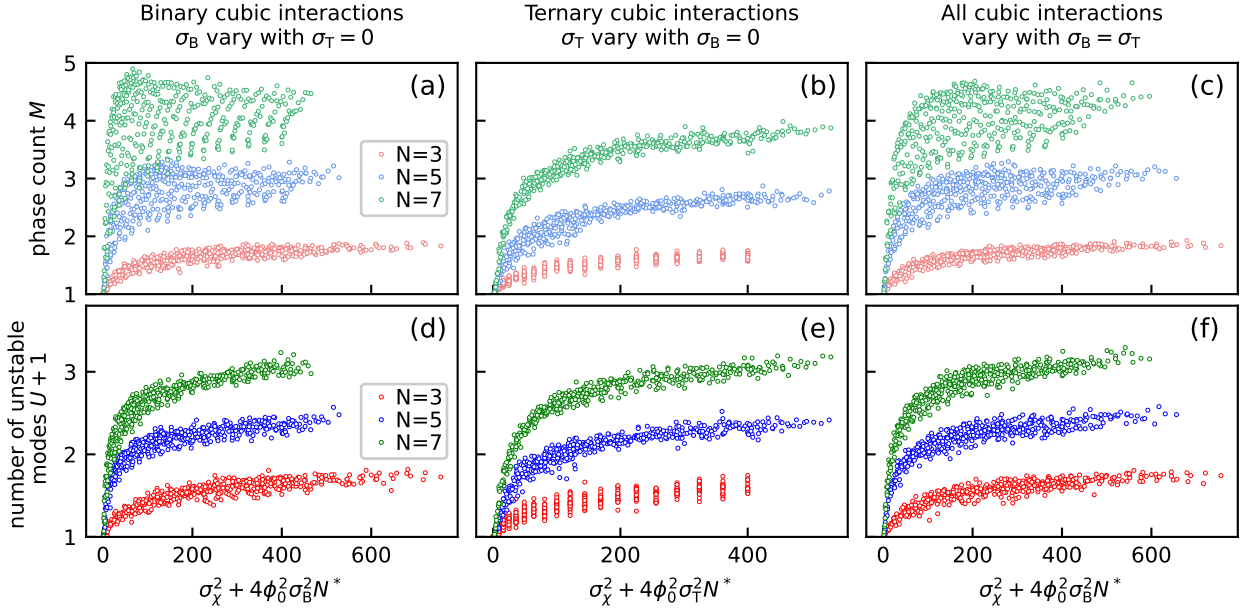 Binary cubic interactions
σ_B vary with σ_T = 0
Ternary cubic interactions
σ_T vary with σ_B = 0
All cubic interactions
vary with σ_B = σ_T
phase count M
5
4
3
2
1
(a)
N=3
N=5
N=7
(b)
(c)
number of unstable
modes U + 1
3
2
1
(d)
N=3
N=5
N=7
(e)
(f)
0 200 400 600
0 200 400
0 200 400 600
σ_χ^2 + 4ϕ_0^2σ_B^2N^*
σ_χ^2 + 4ϕ_0^2σ_T^2N^*
σ_χ^2 + 4ϕ_0^2σ_B^2N^*